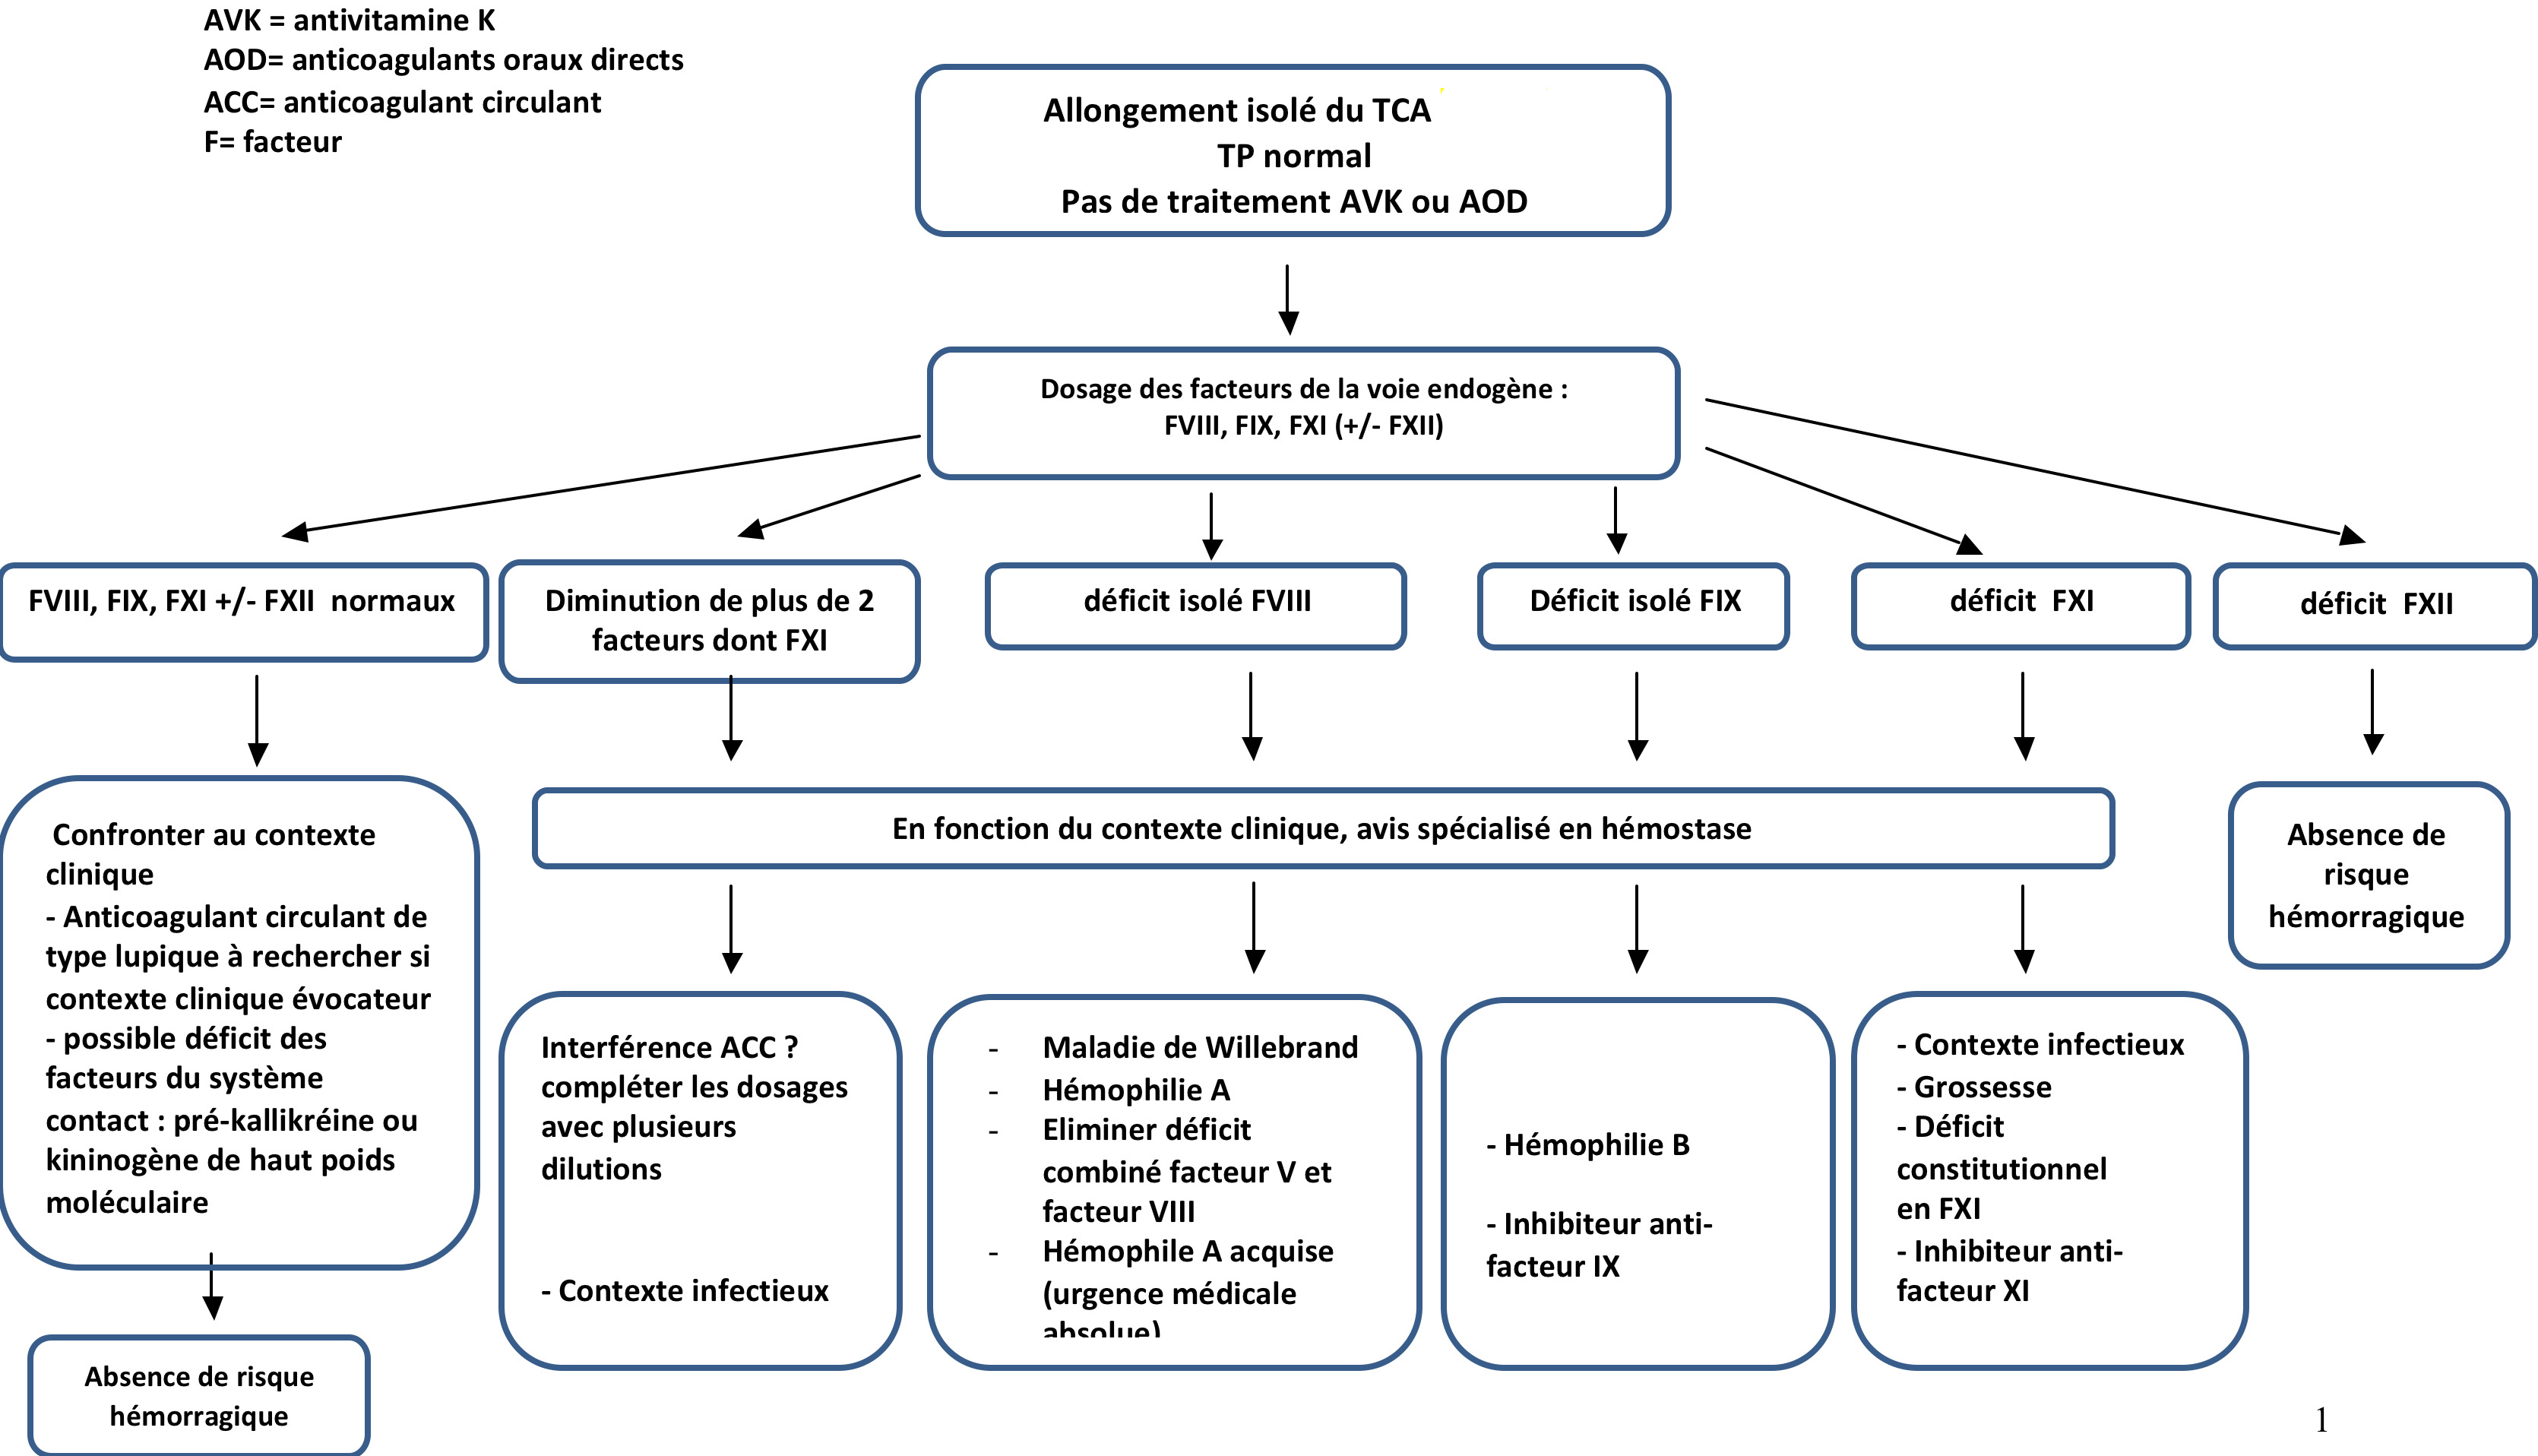 AVK = antivitamine K
AOD= anticoagulants oraux directs
ACC= anticoagulant circulant
F= facteur
Allongement isolé du TCA
TP normal
Pas de traitement AVK ou AOD
Dosage des facteurs de la voie endogène :
FVIII, FIX, FXI (+/- FXII)
FVIII, FIX, FXI +/- FXII normaux
Diminution de plus de 2
facteurs dont FXI
déficit isolé FVIII
Déficit isolé FIX
déficit FXI
déficit FXII
En fonction du contexte clinique, avis spécialisé en hémostase
Confronter au contexte
clinique
- Anticoagulant circulant de
type lupique à rechercher si
contexte clinique évocateur
- possible déficit des
facteurs du système
contact : pré-kallikréine ou
kininogène de haut poids
moléculaire
Absence de risque
hémorragique
Interférence ACC ?
compléter les dosages
avec plusieurs
dilutions
- Contexte infectieux
- Maladie de Willebrand
- Hémophilie A
- Eliminer déficit
combiné facteur V et
facteur VIII
- Hémophile A acquise
(urgence médicale
absolue)
- Hémophilie B
- Inhibiteur anti-
facteur IX
- Contexte infectieux
- Grossesse
- Déficit
constitutionnel
en FXI
- Inhibiteur anti-
facteur XI
Absence de
risque
hémorragique
1